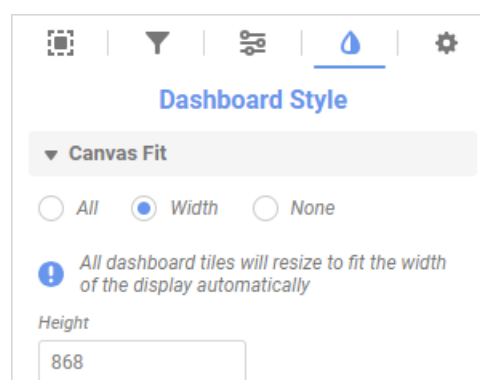 Dashboard Style
Canvas Fit
All Width None
All dashboard tiles will resize to fit the width
of the display automatically
Height
868